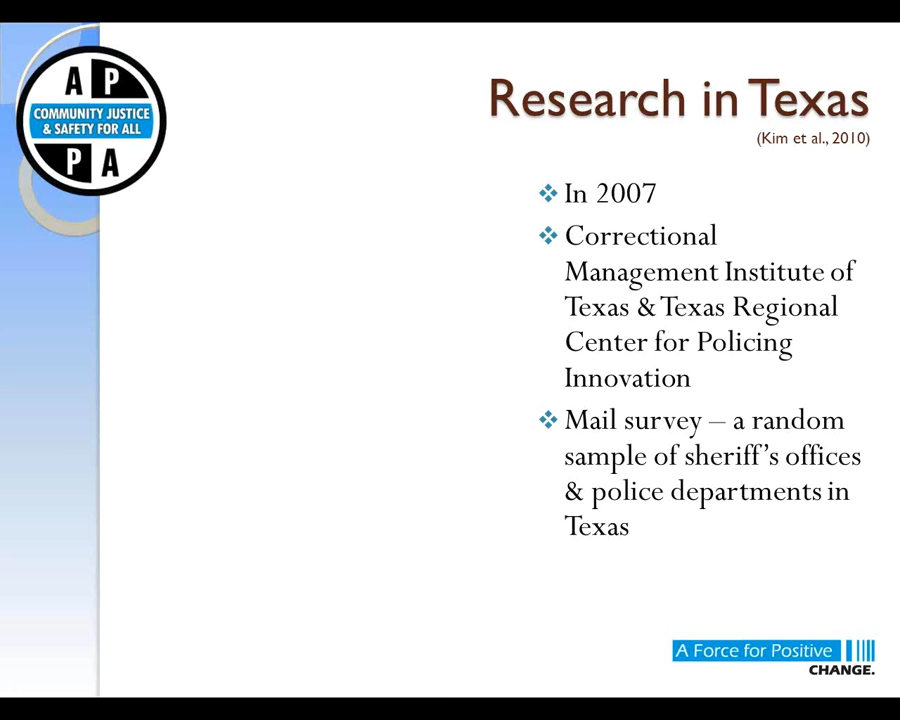 A P
COMMUNITY JUSTICE
& SAFETY FOR ALL
P A
Research in Texas
(Kim et al., 2010)
In 2007
Correctional
Management Institute of
Texas & Texas Regional
Center for Policing
Innovation
Mail survey – a random
sample of sheriff’s offices
& police departments in
Texas
A Force for Positive
CHANGE.